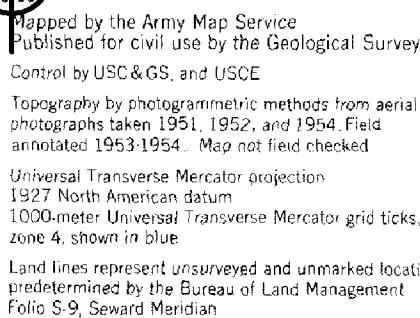 Mapped by the Army Map Service
Published for civil use by the Geological Survey
Control by USC&GS, and USCE
Topography by photogrammetric methods from aerial
photographs taken 1951, 1952, and 1954. Field
annotated 1953-1954. Map not field checked
Universal Transverse Mercator projection
1927 North American datum
1000-meter Universal Transverse Mercator grid ticks,
zone 4, shown in blue
Land lines represent unsurveyed and unmarked locati
predetermined by the Bureau of Land Management
Folio S-9, Seward Meridian